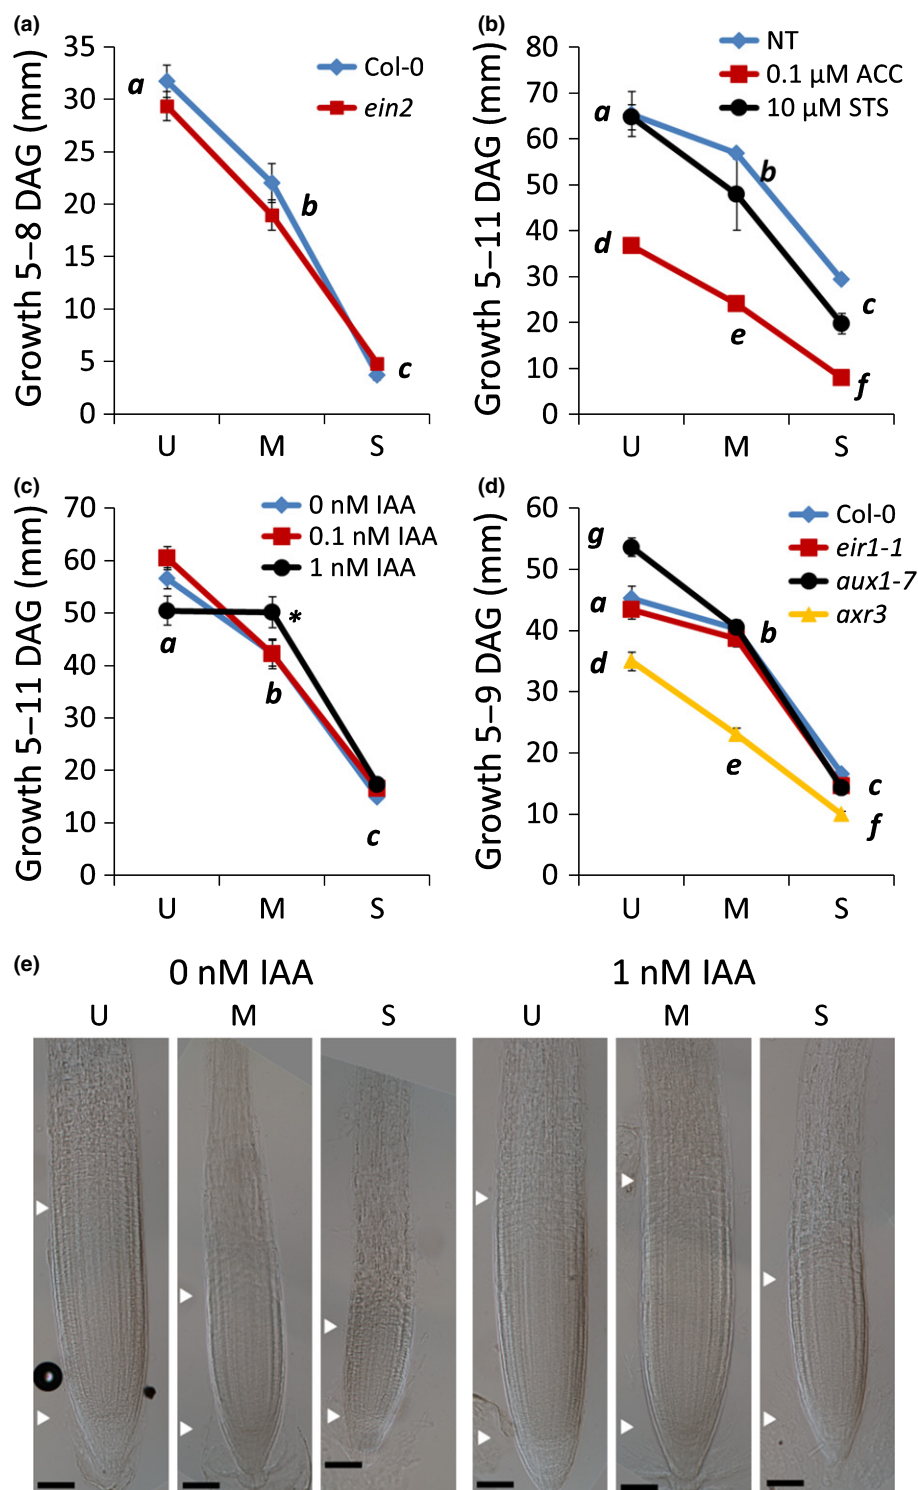 (a)
Growth 5–8 DAG (mm)
35
30
25
20
15
10
5
0
U M S
Col-0
ein2
a
b
c
(b)
Growth 5–11 DAG (mm)
80
70
60
50
40
30
20
10
0
U M S
NT
0.1 µM ACC
10 µM STS
a
b
d
c
e
f
(c)
Growth 5–11 DAG (mm)
70
60
50
40
30
20
10
0
U M S
0 nM IAA
0.1 nM IAA
1 nM IAA
*
a
b
c
(d)
Growth 5–9 DAG (mm)
60
50
40
30
20
10
0
U M S
Col-0
eir1-1
aux1-7
axr3
g
a
b
d
e
c
f
(e)
0 nM IAA 1 nM IAA
U M S U M S